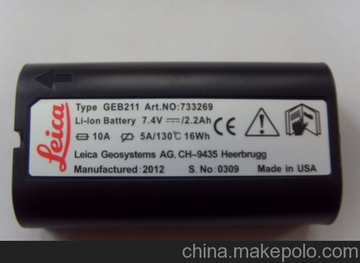 Leica
Type GEB211 Art.NO:733269
Li-Ion Battery 7.4V⎓/2.2Ah
10A 5A/130°C 16Wh
CE
Leica Geosystems AG, CH-9435 Heerbrugg
Manufactured: 2012 S. No: 0309 Made in USA
china.makepolo.com